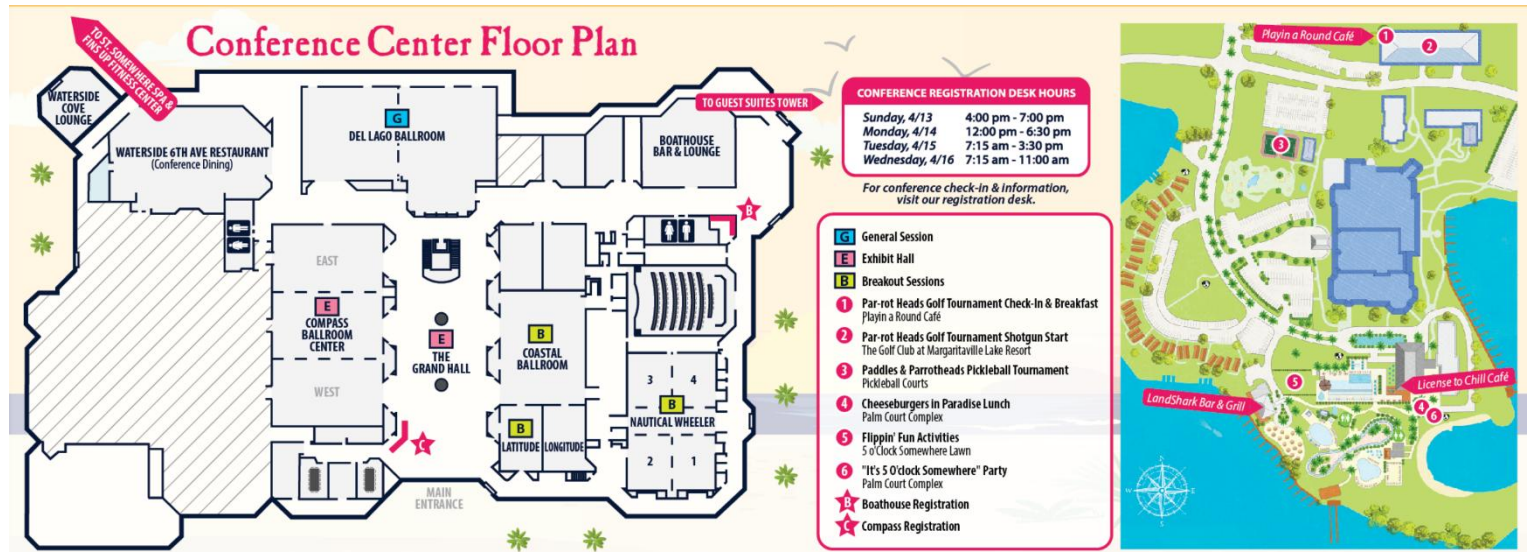 Conference Center Floor Plan
TO ST. SOMEWHERE SPA &
FINS UP FITNESS CENTER
WATERSIDE
COVE
LOUNGE
WATERSIDE 6TH AVE RESTAURANT
(Conference Dining)
G
DEL LAGO BALLROOM
TO GUEST SUITES TOWER
BOATHOUSE
BAR & LOUNGE
B
EAST
E
COMPASS
BALLROOM
CENTER
WEST
E
THE
GRAND HALL
B
COASTAL
BALLROOM
B
LATITUDE
LONGITUDE
3
4
B
NAUTICAL WHEELER
2
1
C
MAIN
ENTRANCE
CONFERENCE REGISTRATION DESK HOURS
Sunday, 4/13 4:00 pm - 7:00 pm
Monday, 4/14 12:00 pm - 6:30 pm
Tuesday, 4/15 7:15 am - 3:30 pm
Wednesday, 4/16 7:15 am - 11:00 am
For conference check-in & information,
visit our registration desk.
G General Session
E Exhibit Hall
B Breakout Sessions
1 Par-rot Heads Golf Tournament Check-In & Breakfast
Playin a Round Café
2 Par-rot Heads Golf Tournament Shotgun Start
The Golf Club at Margaritaville Lake Resort
3 Paddles & Parrotheads Pickleball Tournament
Pickleball Courts
4 Cheeseburgers in Paradise Lunch
Palm Court Complex
5 Flippin' Fun Activities
5 o'Clock Somewhere Lawn
6 "It's 5 O'clock Somewhere" Party
Palm Court Complex
B Boathouse Registration
C Compass Registration
Playin a Round Café
1
2
3
5
License to Chill Café
LandShark Bar & Grill
4
6
N
E
S
W